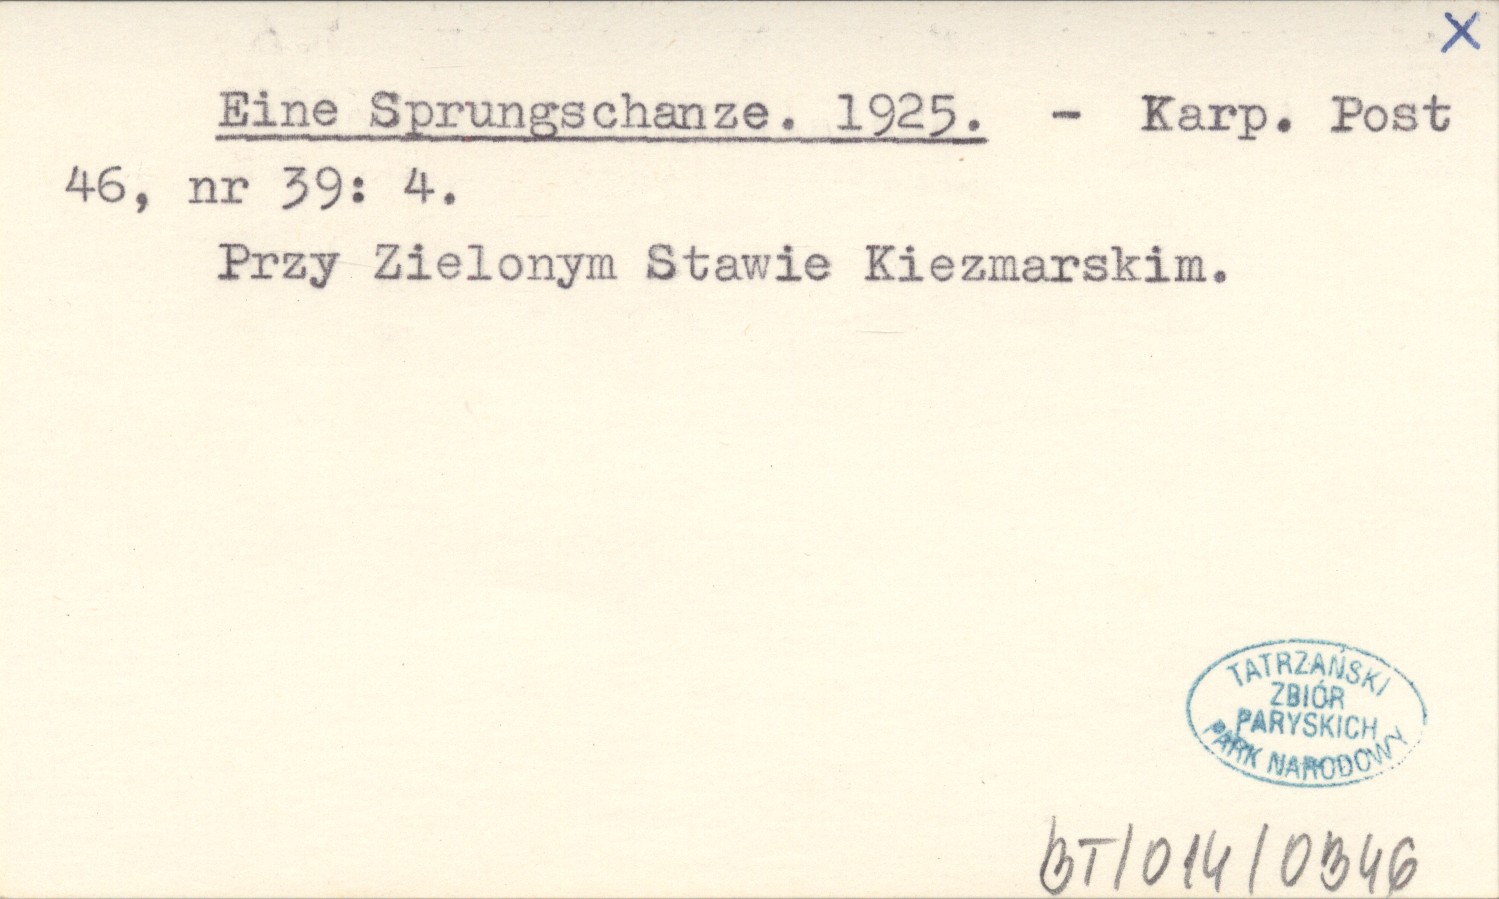 X
Eine Sprungschanze. 1925. - Karp. Post
46, nr 39: 4.
Przy Zielonym Stawie Kiezmarskim.
TATRZAŃSKI
ZBIÓR
PARYSKICH
PARK NARODOWY
BT/014/0346